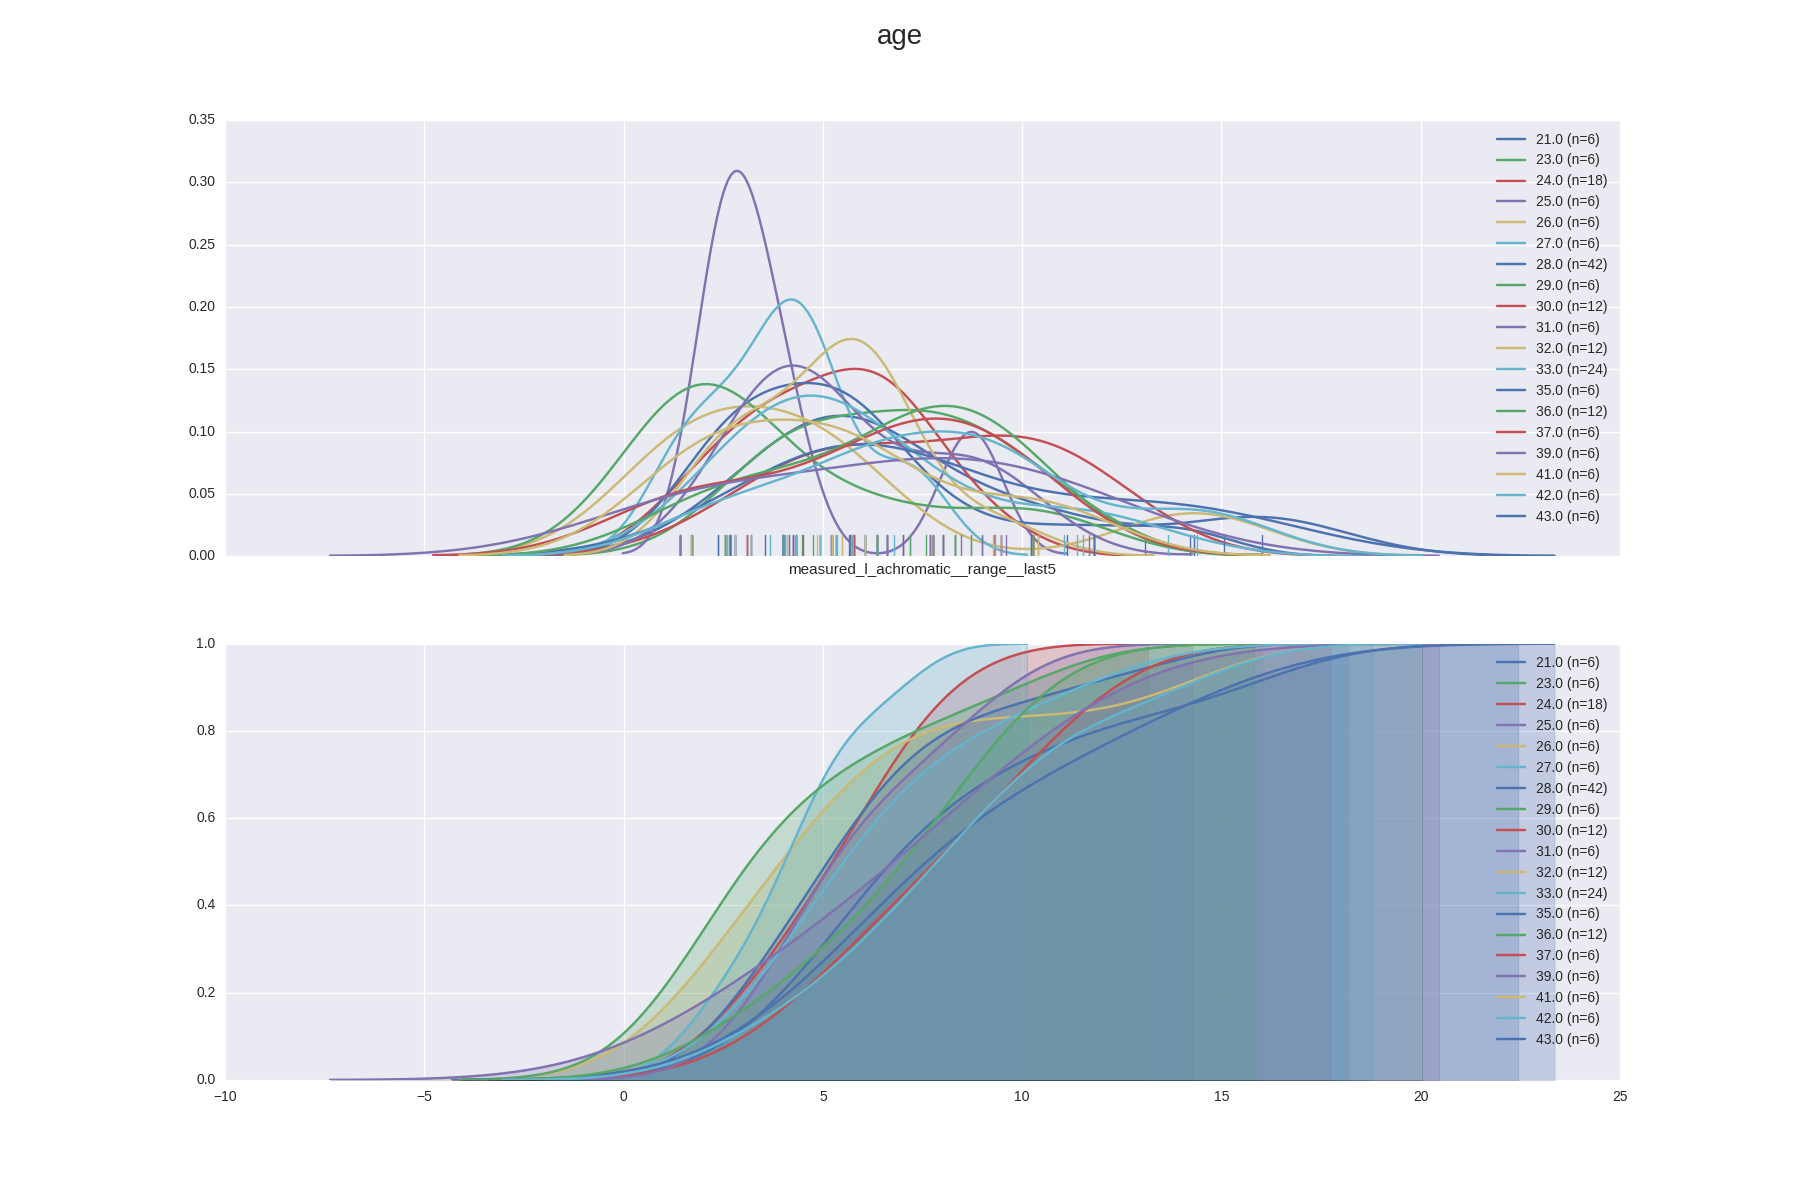 age
0.35
0.30
0.25
0.20
0.15
0.10
0.05
0.00
21.0 (n=6)
23.0 (n=6)
24.0 (n=18)
25.0 (n=6)
26.0 (n=6)
27.0 (n=6)
28.0 (n=42)
29.0 (n=6)
30.0 (n=12)
31.0 (n=6)
32.0 (n=12)
33.0 (n=24)
35.0 (n=6)
36.0 (n=12)
37.0 (n=6)
39.0 (n=6)
41.0 (n=6)
42.0 (n=6)
43.0 (n=6)
measured_l_achromatic__range__last5
1.0
0.8
0.6
0.4
0.2
0.0
21.0 (n=6)
23.0 (n=6)
24.0 (n=18)
25.0 (n=6)
26.0 (n=6)
27.0 (n=6)
28.0 (n=42)
29.0 (n=6)
30.0 (n=12)
31.0 (n=6)
32.0 (n=12)
33.0 (n=24)
35.0 (n=6)
36.0 (n=12)
37.0 (n=6)
39.0 (n=6)
41.0 (n=6)
42.0 (n=6)
43.0 (n=6)
−10 −5 0 5 10 15 20 25